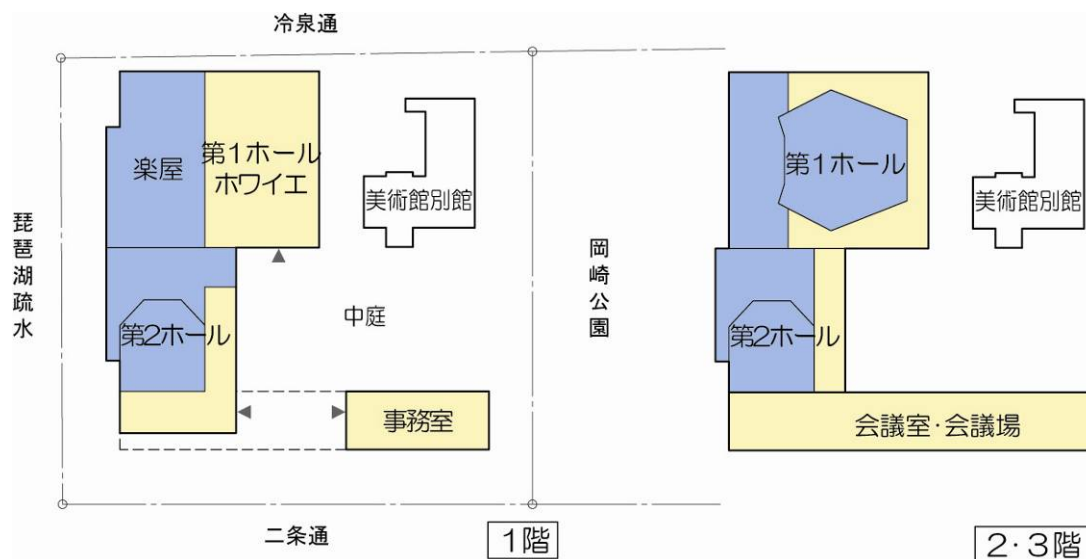 冷泉通
楽屋
第1ホール
ホワイエ
美術館別館
琵琶湖疏水
第2ホール
中庭
事務室
二条通
1階
岡崎公園
第1ホール
美術館別館
第2ホール
会議室・会議場
2・3階